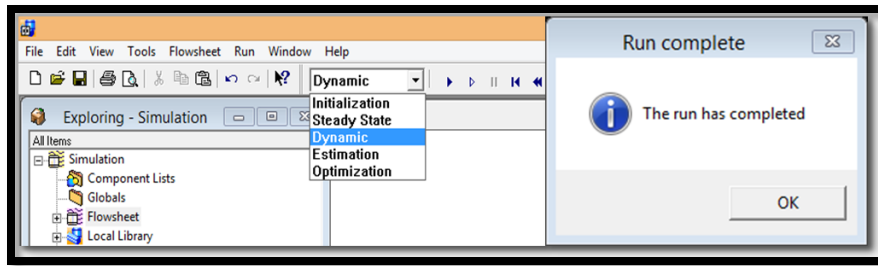 File Edit View Tools Flowsheet Run Window Help
Dynamic
Initialization
Steady State
Dynamic
Estimation
Optimization
Exploring - Simulation
All Items
Simulation
Component Lists
Globals
Flowsheet
Local Library
Run complete
The run has completed
OK